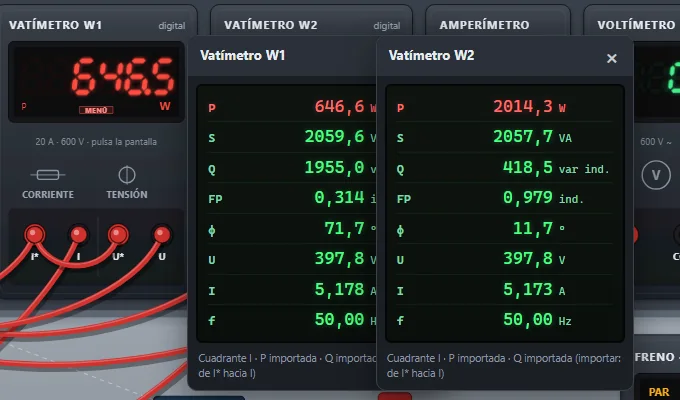 VATÍMETRO W1
digital
VATÍMETRO W2
digital
AMPERÍMETRO
VOLTÍMETRO
646.5
P
MENÚ
W
20 A · 600 V · pulsa la pantalla
CORRIENTE
TENSIÓN
I*
I
U*
U
Vatímetro W1
P 646,6 W
S 2059,6 V
Q 1955,0 v
FP 0,314 i
ϕ 71,7 °
U 397,8 V
I 5,178 A
f 50,00 H
Cuadrante I · P importada · Q importad
de I* hacia I)
Vatímetro W2
×
P 2014,3 W
S 2057,7 VA
Q 418,5 var ind.
FP 0,979 ind.
ϕ 11,7 °
U 397,8 V
I 5,173 A
f 50,00 Hz
Cuadrante I · P importada · Q importada (importar:
de I* hacia I)
600 V ~
V
FRENO ·
PAR